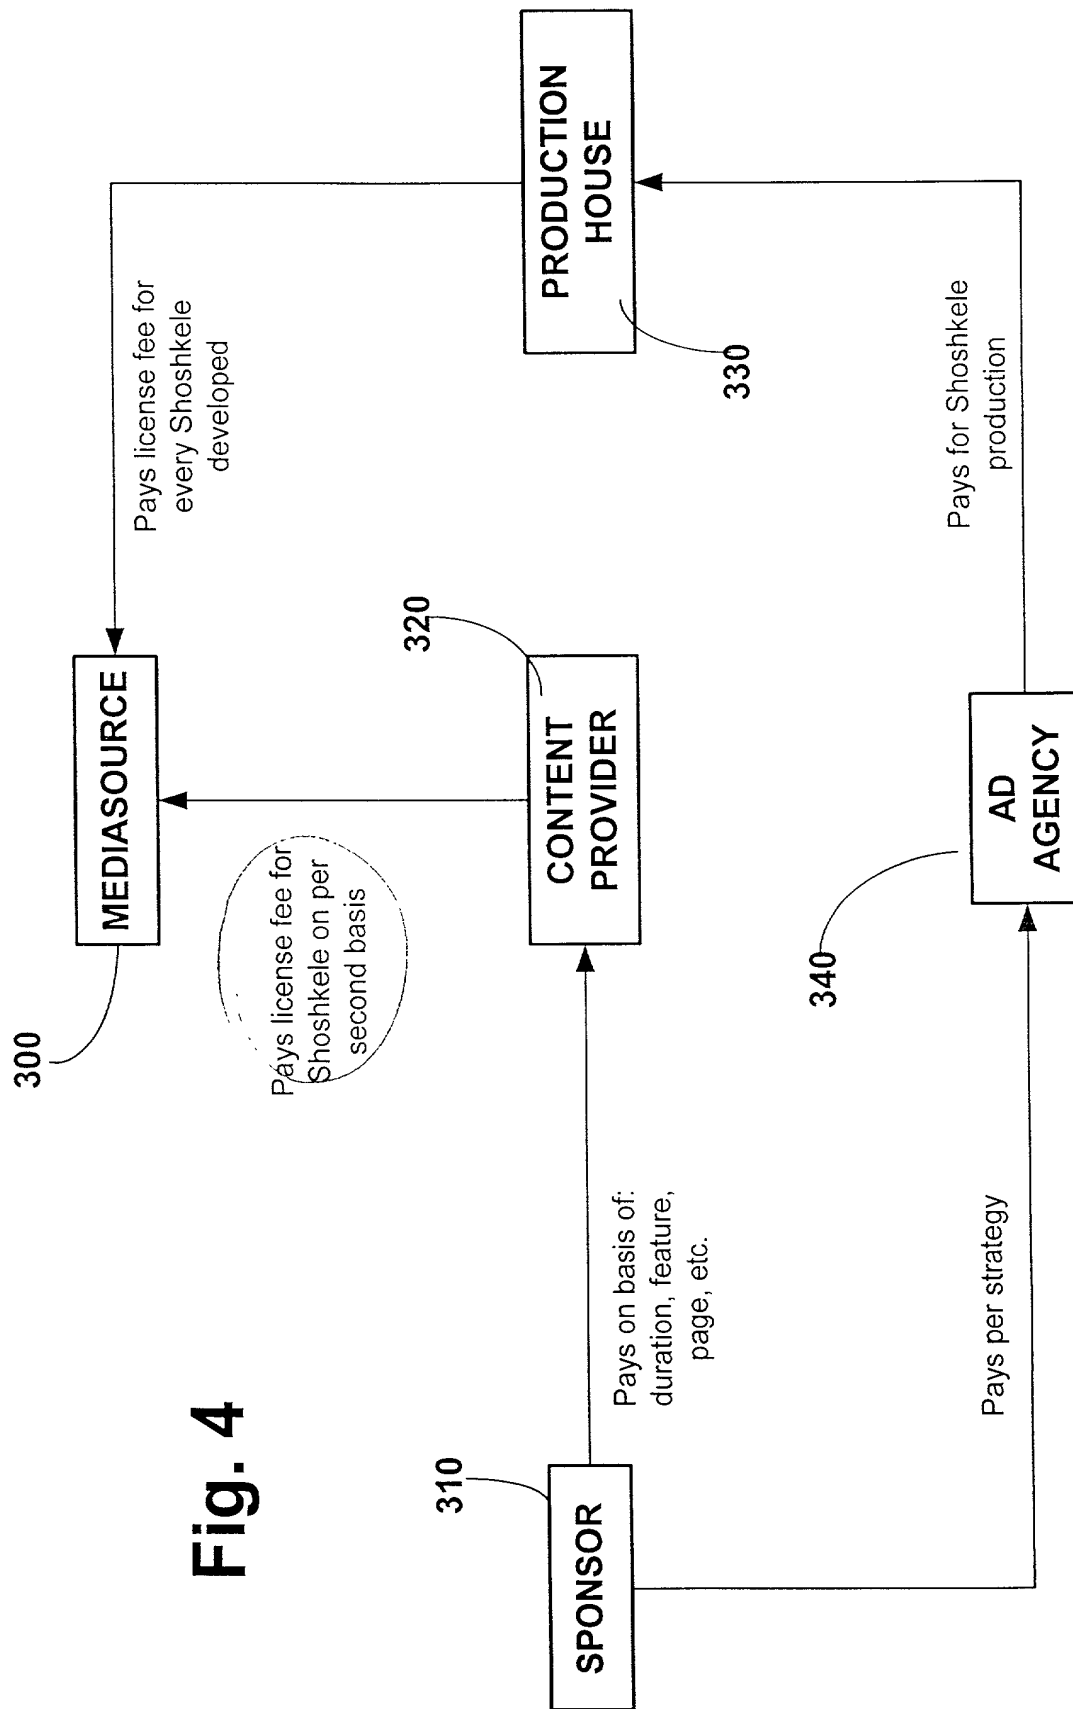 Fig. 4
300
MEDIASOURCE
Pays license fee for
every Shoshkele
developed
Pays license fee for
Shoshkele on per
second basis
310
SPONSOR
Pays on basis of:
duration, feature,
page, etc.
320
CONTENT
PROVIDER
330
PRODUCTION
HOUSE
Pays per strategy
340
AD
AGENCY
Pays for Shoshkele
production